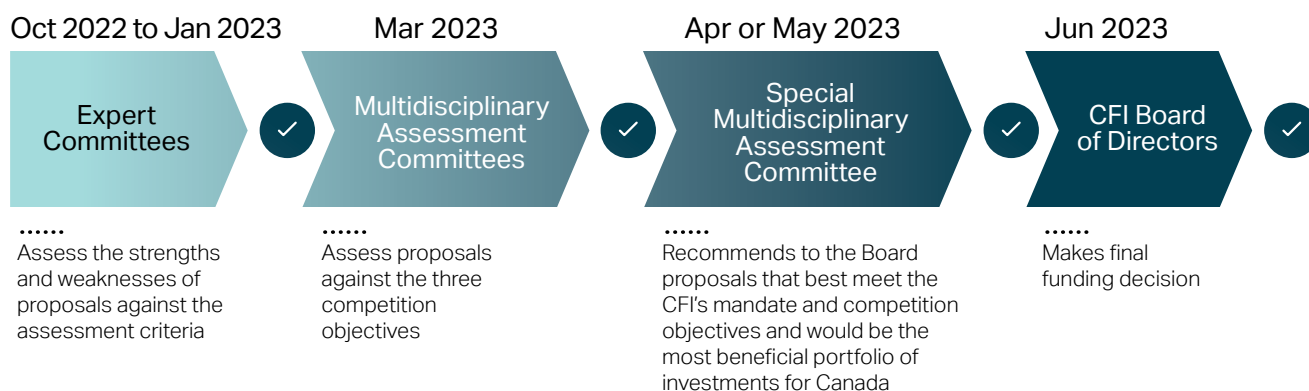 Oct 2022 to Jan 2023
Expert
Committees
......
Assess the strengths
and weaknesses of
proposals against the
assessment criteria
Mar 2023
Multidisciplinary
Assessment
Committees
......
Assess proposals
against the three
competition
objectives
Apr or May 2023
Special
Multidisciplinary
Assessment
Committee
......
Recommends to the Board
proposals that best meet the
CFI’s mandate and competition
objectives and would be the
most beneficial portfolio of
investments for Canada
Jun 2023
CFI Board
of Directors
......
Makes final
funding decision